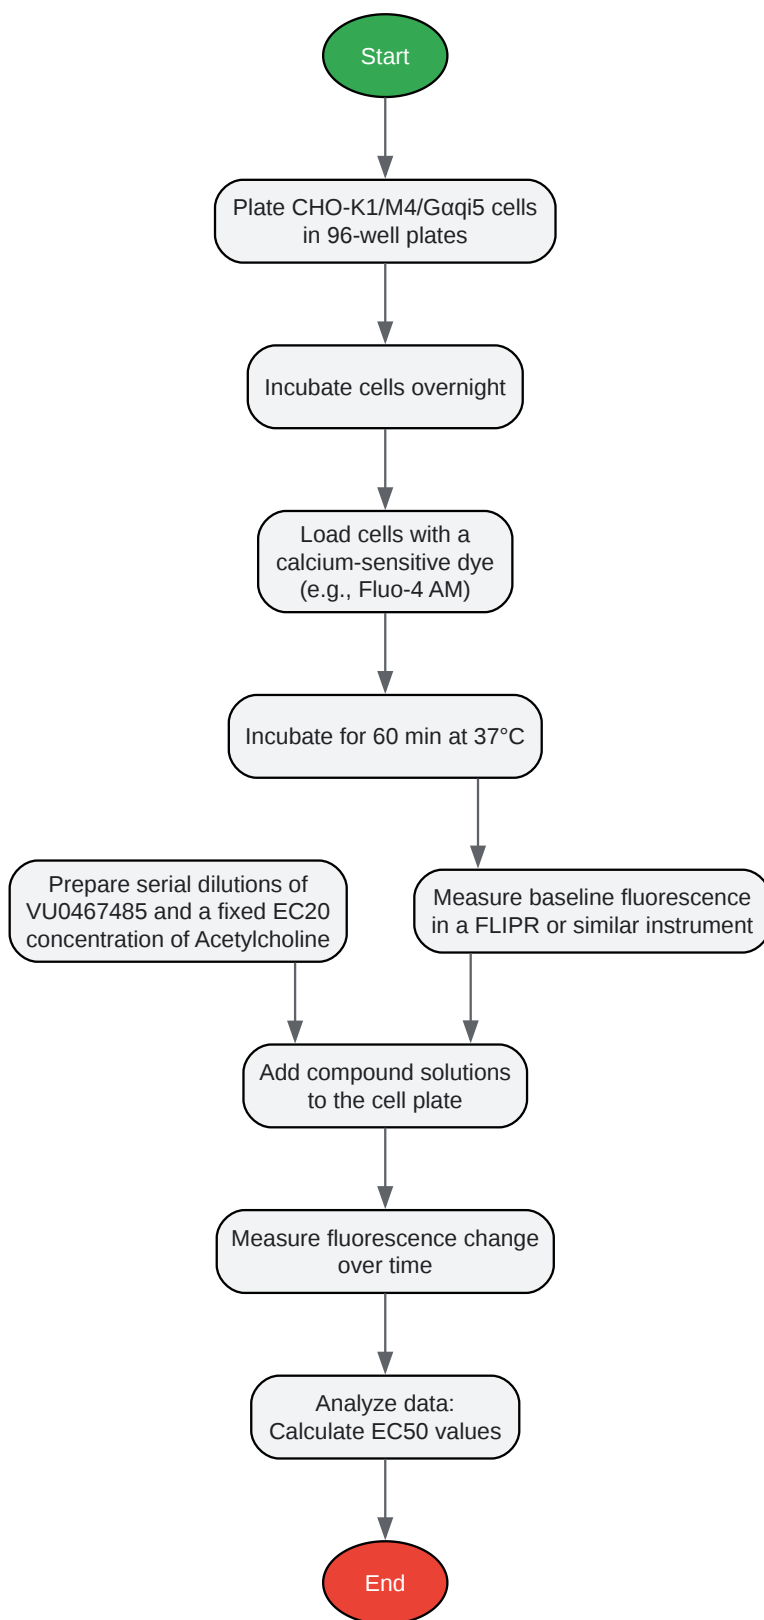 Start
Plate CHO-K1/M4/Gαqi5 cells
in 96-well plates
Incubate cells overnight
Load cells with a
calcium-sensitive dye
(e.g., Fluo-4 AM)
Incubate for 60 min at 37°C
Prepare serial dilutions of
VU0467485 and a fixed EC20
concentration of Acetylcholine
Measure baseline fluorescence
in a FLIPR or similar instrument
Add compound solutions
to the cell plate
Measure fluorescence change
over time
Analyze data:
Calculate EC50 values
End